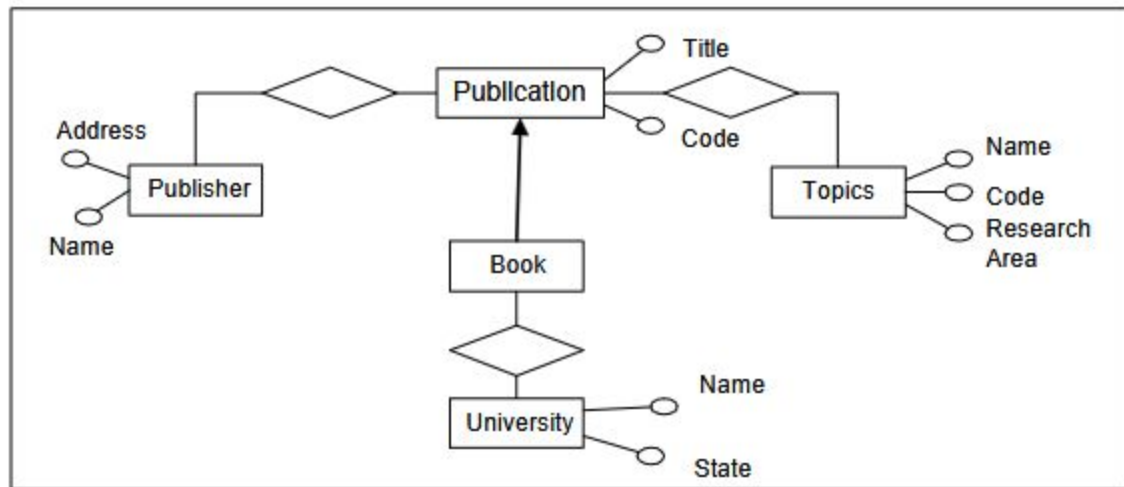 Title
Publication
Code
Address
Publisher
Name
Name
Topics
Code
Research
Area
Book
Name
University
State